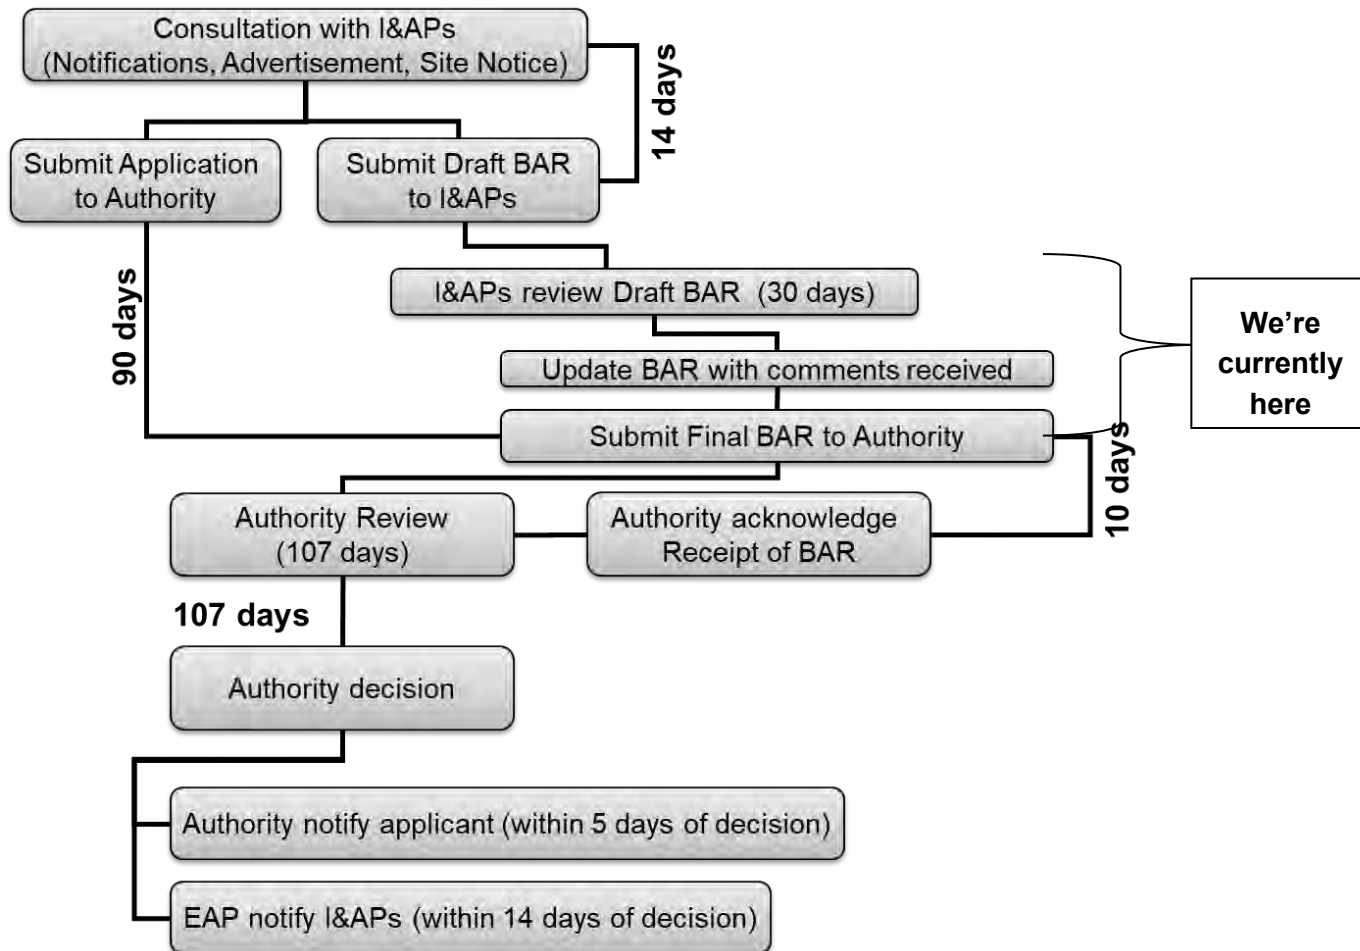 Consultation with I&APs
(Notifications, Advertisement, Site Notice)
14 days
Submit Application
to Authority
Submit Draft BAR
to I&APs
90 days
I&APs review Draft BAR (30 days)
We're
currently
here
Update BAR with comments received
Submit Final BAR to Authority
10 days
Authority Review
(107 days)
Authority acknowledge
Receipt of BAR
107 days
Authority decision
Authority notify applicant (within 5 days of decision)
EAP notify I&APs (within 14 days of decision)